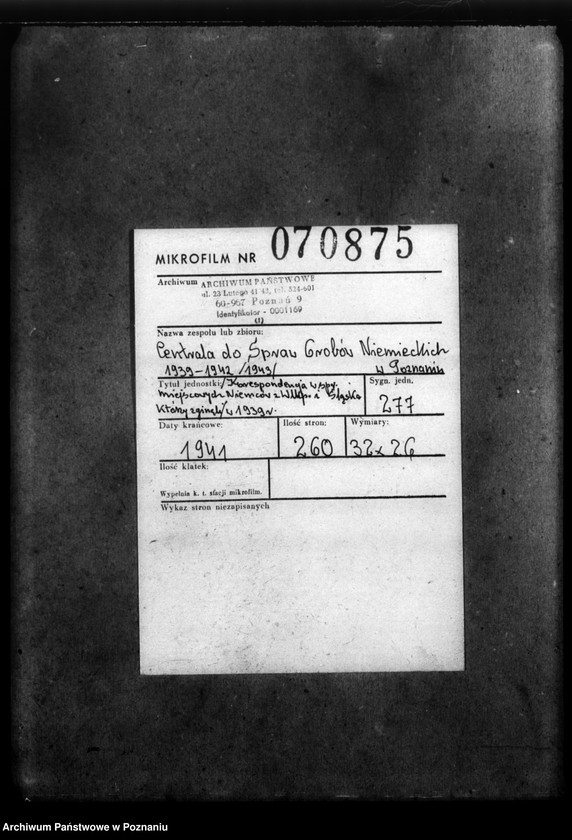 MIKROFILM NR 070875
Archiwum ARCHIWUM PAŃSTWOWE
ul. 23 Lutego 41/43, tel. 524-601
60-967 Poznań 9
Identyfikator - 0001169
(1)
Nazwa zespołu lub zbioru:
Centrala do Spraw Grobów Niemieckich
1939-1942 /1943/ w Poznaniu
Tytuł jednostki: Korespondencja w spr.
miejscowych Niemców z Wlkp. i Śląska
którzy zginęli w 1939 r.
Sygn. jedn.
277
Daty krańcowe:
1941
Ilość stron:
260
Wymiary:
32x26
Ilość klatek:
Wypełnia k. t. stacji mikrofilm.
Wykaz stron niezapisanych
Archiwum Państwowe w Poznaniu